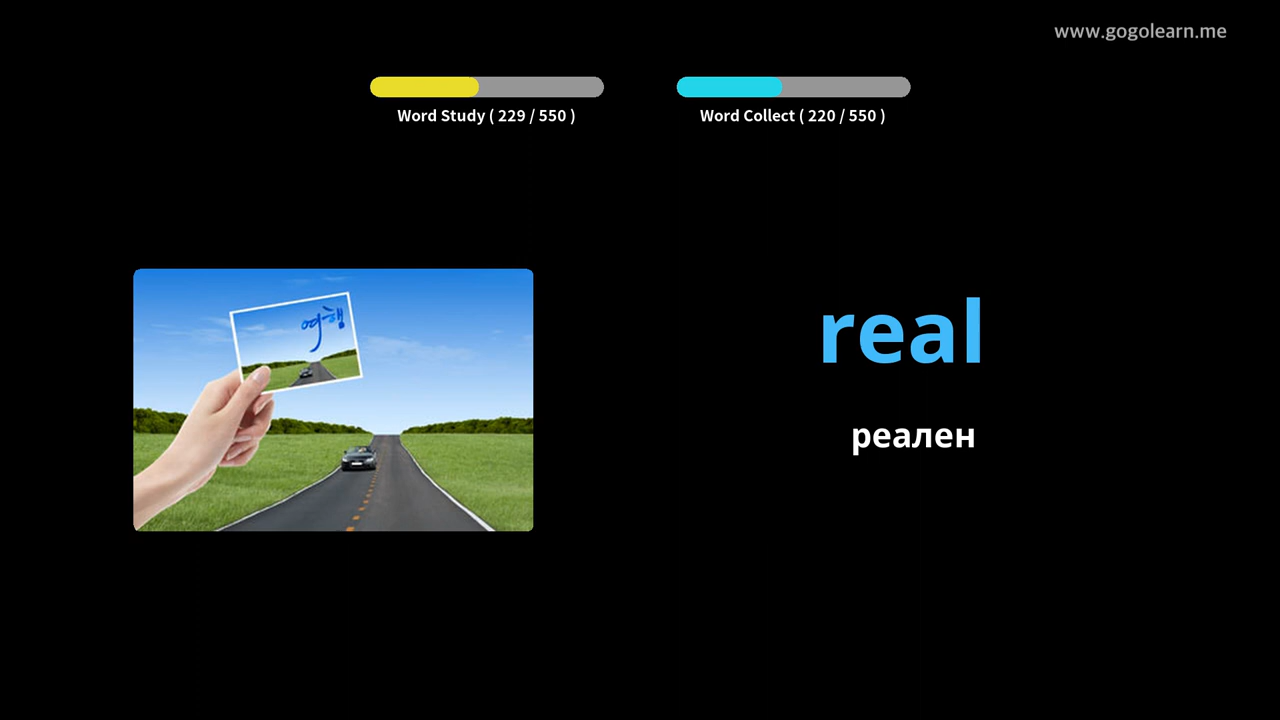 www.gogolearn.me
Word Study ( 229 / 550 )
Word Collect ( 220 / 550 )
여행
real
реален